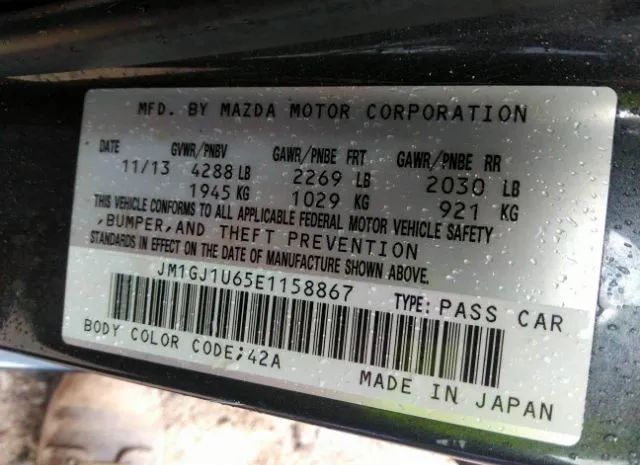 MFD. BY MAZDA MOTOR CORPORATION
DATE GVWR/PNBV GAWR/PNBE FRT GAWR/PNBE RR
11/13 4288 LB 2269 LB 2030 LB
1945 KG 1029 KG 921 KG
THIS VEHICLE CONFORMS TO ALL APPLICABLE FEDERAL MOTOR VEHICLE SAFETY
,BUMPER,AND THEFT PREVENTION
STANDARDS IN EFFECT ON THE DATE OF MANUFACTURE SHOWN ABOVE.
JM1GJ1U65E1158867 TYPE: PASS CAR
BODY COLOR CODE;42A
MADE IN JAPAN